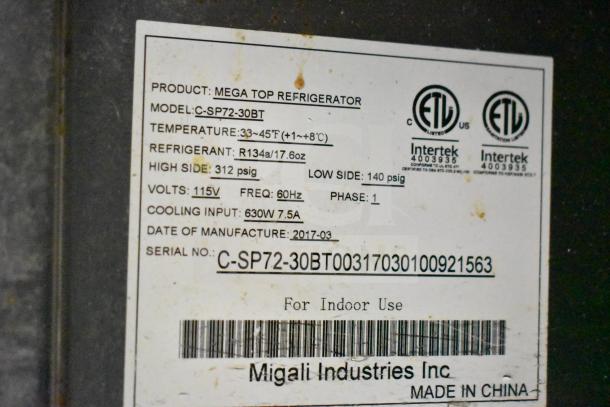 PRODUCT: MEGA TOP REFRIGERATOR
MODEL:C-SP72-30BT
TEMPERATURE:33~45℉(+1~+8℃)
REFRIGERANT: R134a/17.6oz
HIGH SIDE: 312 psig LOW SIDE: 140 psig
VOLTS: 115V FREQ: 60Hz PHASE: 1
COOLING INPUT: 630W 7.5A
DATE OF MANUFACTURE: 2017-03
SERIAL NO.: C-SP72-30BT00317030100921563
C ETL US
LISTED
Intertek
4003935
ETL
Intertek
4003935
For Indoor Use
Migali Industries Inc
MADE IN CHINA